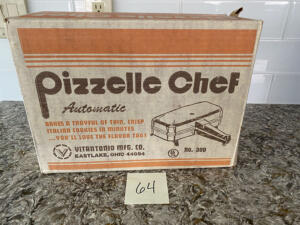 Pizzelle Chef
Automatic
BAKES A TRAYFUL OF THIN, CRISP
ITALIAN COOKIES IN MINUTES
...YOU'LL LOVE THE FLAVOR TOO!
VITANTONIO MFG. CO.
EASTLAKE, OHIO 44094
UL
no. 300
64